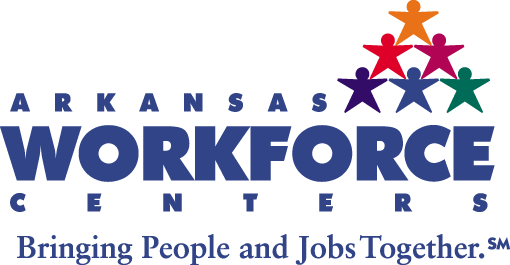 ARKANSAS
WORKFORCE
CENTERS
Bringing People and Jobs Together.℠